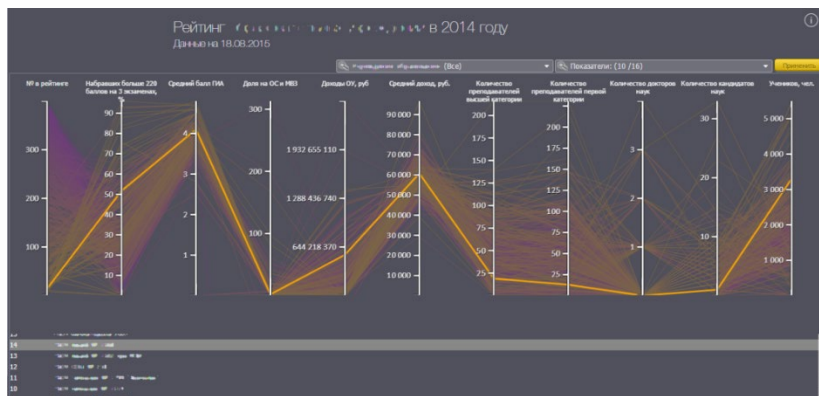 Рейтинг в 2014 году
Данные на 18.08.2015
(Все)
Показатели: (10 /16)
Применить
№ в рейтинге
Набравших больше 220
баллов на 3 экзаменах,
%
Средний балл ГИА
Доля на ОС и МВЗ
Доходы ОУ, руб
Средний доход, руб.
Количество
преподавателей
высшей категории
Количество
преподавателей первой
категории
Количество докторов
наук
Количество кандидатов
наук
Учеников, чел.
300
200
100
90
80
70
60
50
40
30
20
10
4
3
2
1
300
200
100
1 932 655 110
1 288 436 740
644 218 370
90 000
80 000
70 000
60 000
50 000
40 000
30 000
20 000
10 000
200
175
150
125
100
75
50
25
200
175
150
125
100
75
50
25
3
2
1
30
20
10
5 000
4 000
3 000
2 000
1 000
14
13
12
11
10